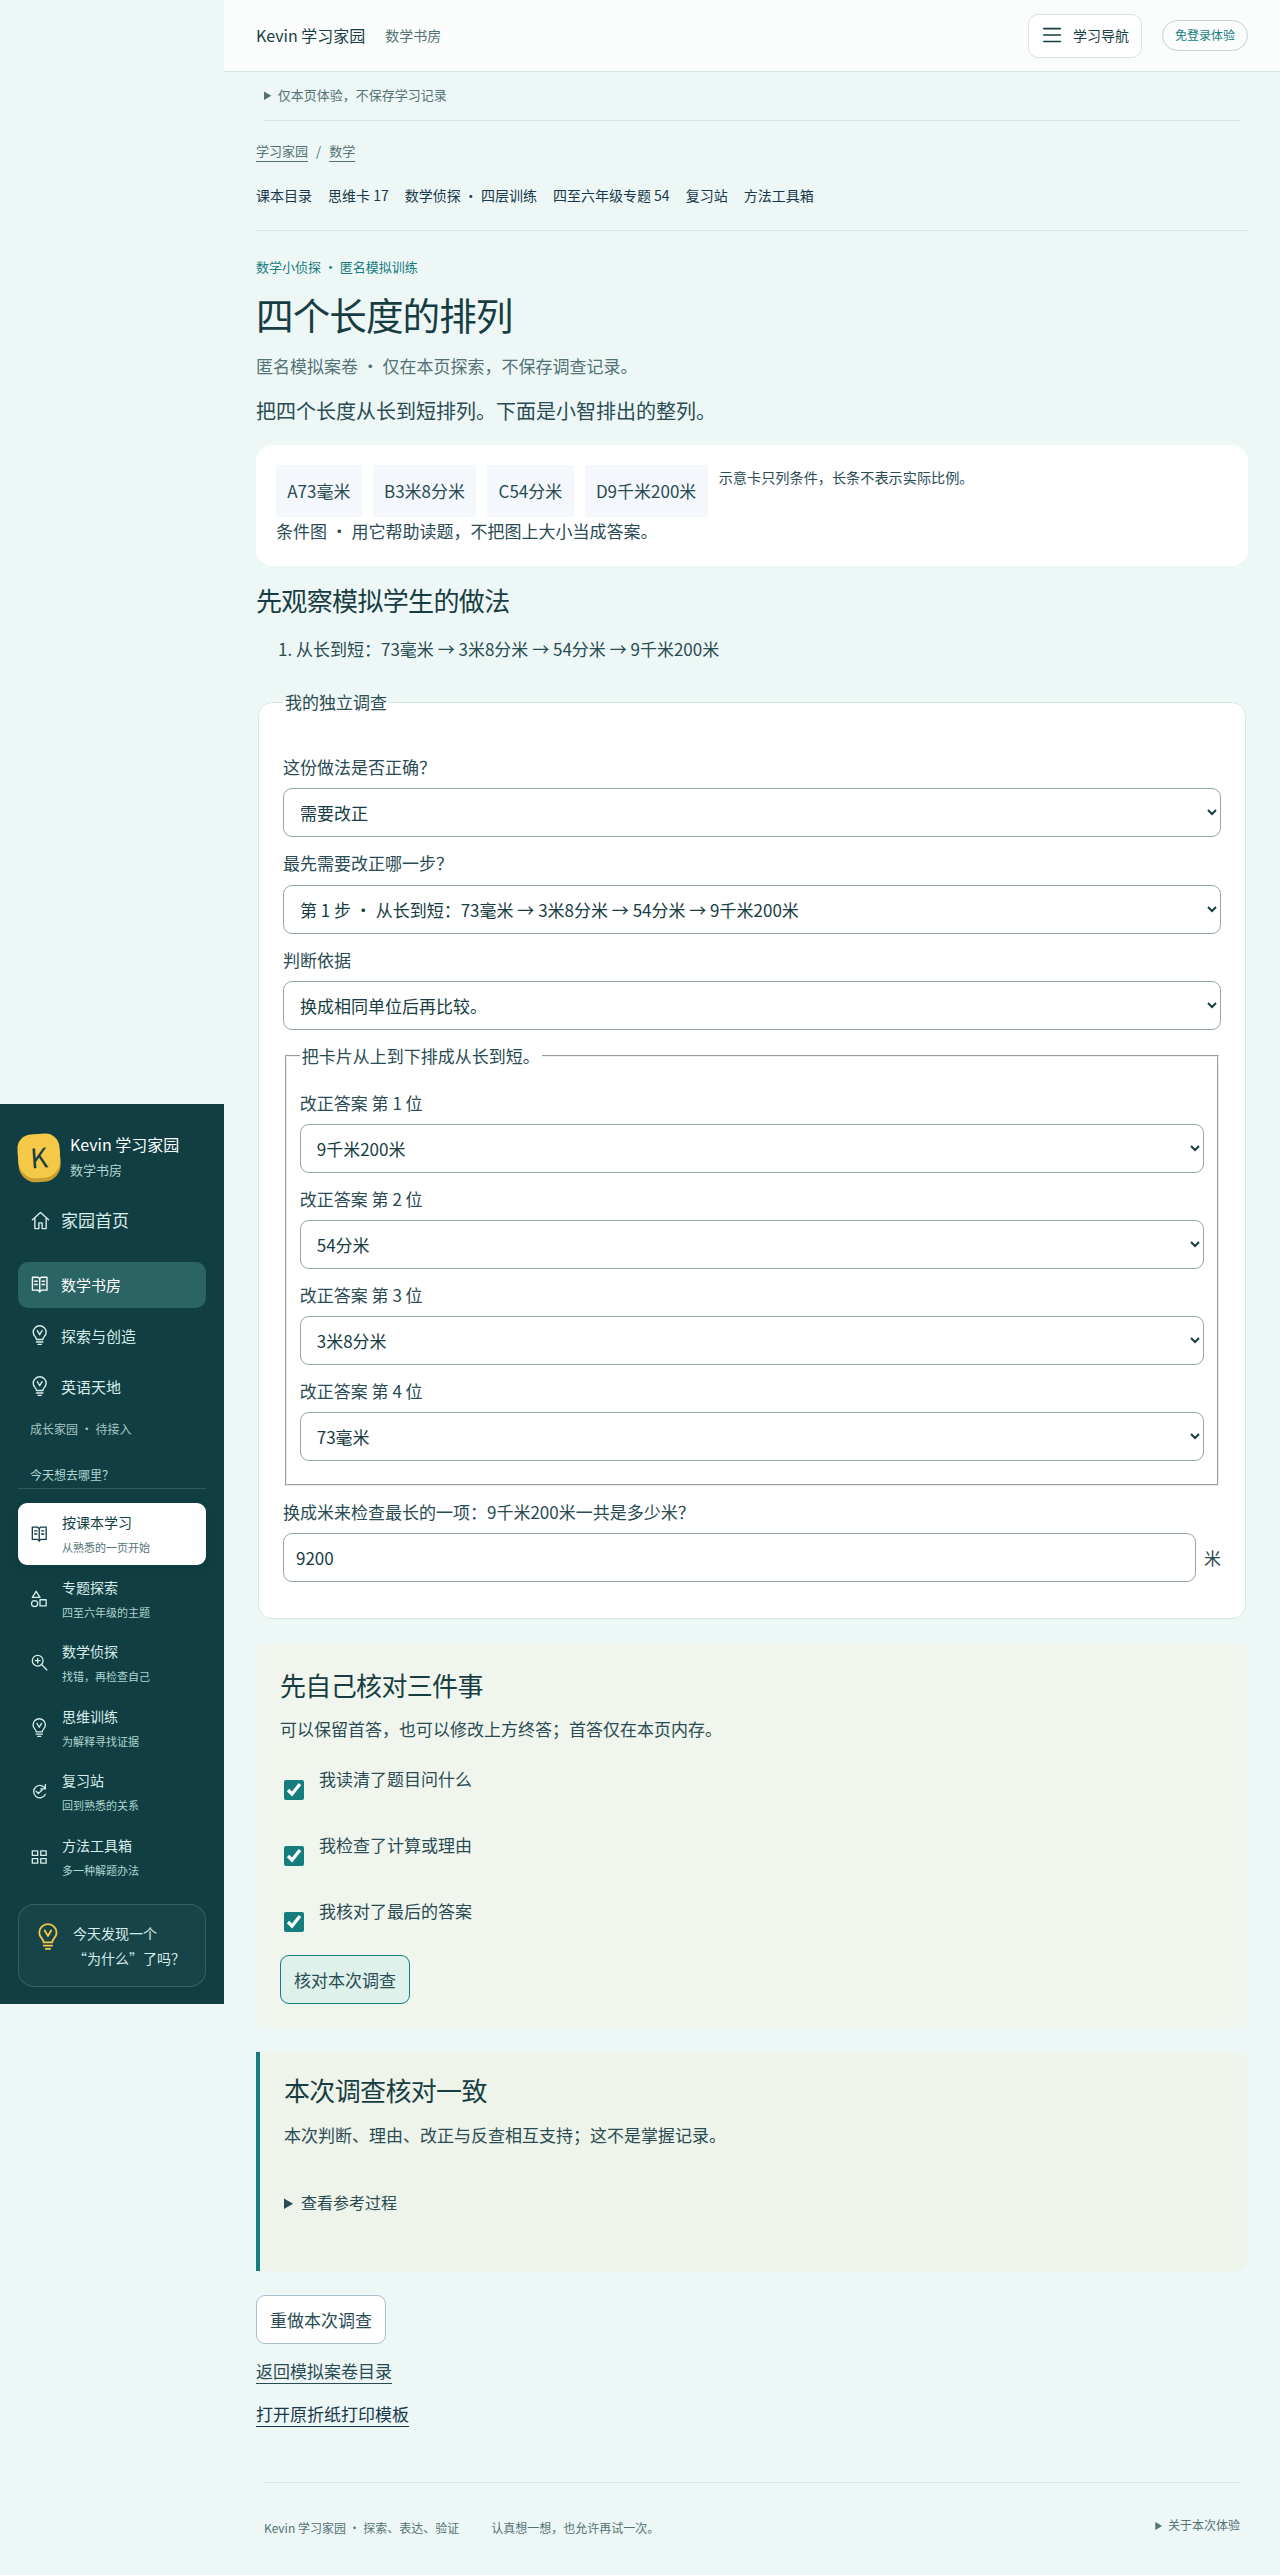 Kevin 学习家园 数学书房
学习导航 免登录体验
仅本页体验，不保存学习记录
学习家园 / 数学
课本目录 思维卡 17 数学侦探 · 四层训练 四至六年级专题 54 复习站 方法工具箱
数学小侦探 · 匿名模拟训练
四个长度的排列
匿名模拟案卷 · 仅在本页探索，不保存调查记录。
把四个长度从长到短排列。下面是小智排出的整列。
A73毫米 B3米8分米 C54分米 D9千米200米 示意卡只列条件，长条不表示实际比例。
条件图 · 用它帮助读题，不把图上大小当成答案。
先观察模拟学生的做法
1. 从长到短：73毫米 → 3米8分米 → 54分米 → 9千米200米
我的独立调查
这份做法是否正确？
需要改正
最先需要改正哪一步？
第 1 步 · 从长到短：73毫米 → 3米8分米 → 54分米 → 9千米200米
判断依据
换成相同单位后再比较。
把卡片从上到下排成从长到短。
改正答案 第 1 位
9千米200米
改正答案 第 2 位
54分米
改正答案 第 3 位
3米8分米
改正答案 第 4 位
73毫米
换成米来检查最长的一项：9千米200米一共是多少米？
9200 米
K
Kevin 学习家园
数学书房
家园首页
数学书房
探索与创造
英语天地
成长家园 · 待接入
今天想去哪里？
按课本学习
从熟悉的一页开始
专题探索
四至六年级的主题
数学侦探
找错，再检查自己
思维训练
为解释寻找证据
复习站
回到熟悉的关系
方法工具箱
多一种解题办法
今天发现一个
“为什么”了吗？
先自己核对三件事
可以保留首答，也可以修改上方终答；首答仅在本页内存。
我读清了题目问什么
我检查了计算或理由
我核对了最后的答案
核对本次调查
本次调查核对一致
本次判断、理由、改正与反查相互支持；这不是掌握记录。
查看参考过程
重做本次调查
返回模拟案卷目录
打开原折纸打印模板
Kevin 学习家园 · 探索、表达、验证 认真想一想，也允许再试一次。 关于本次体验